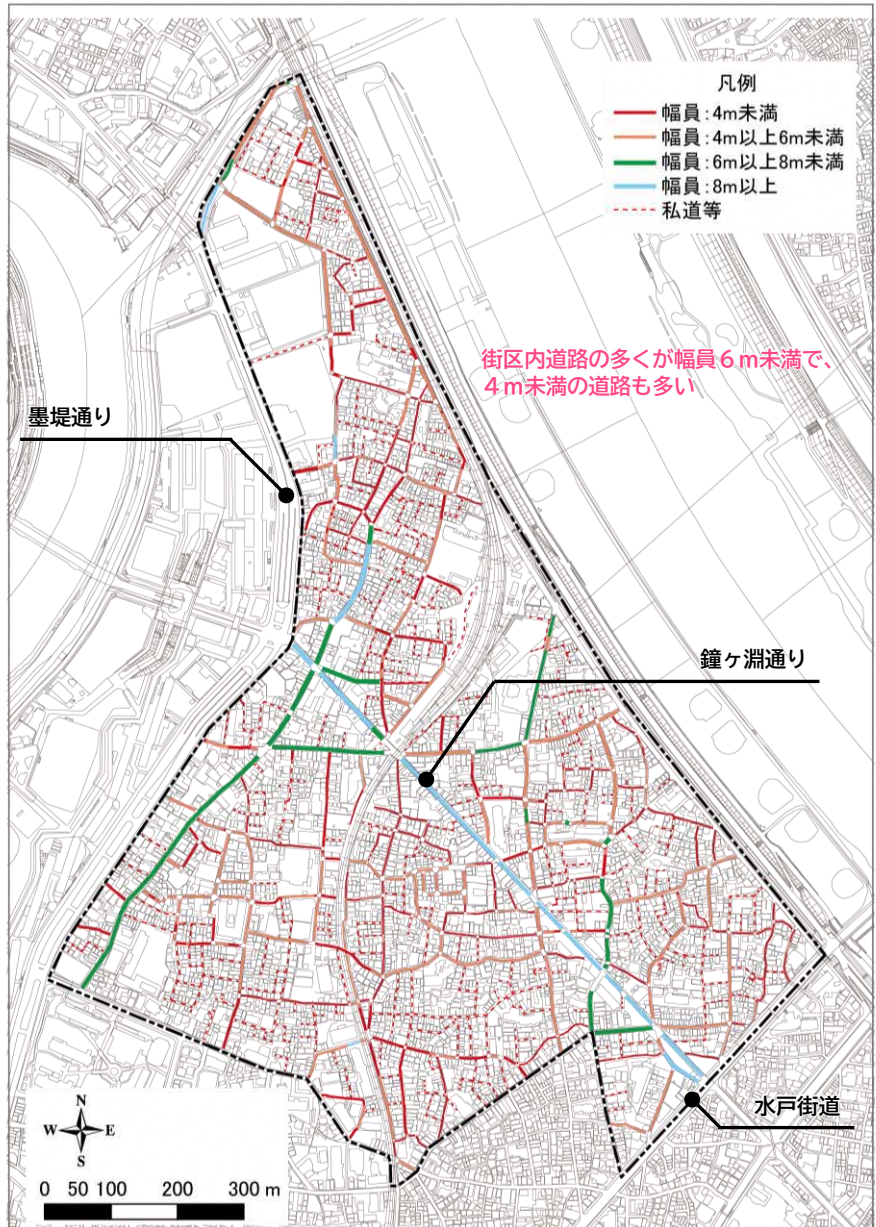 凡例
幅員:4m未満
幅員:4m以上6m未満
幅員:6m以上8m未満
幅員:8m以上
私道等
街区内道路の多くが幅員6m未満で、
4m未満の道路も多い
墨堤通り
鐘ヶ淵通り
水戸街道
N
W E
S
0 50 100 200 300 m